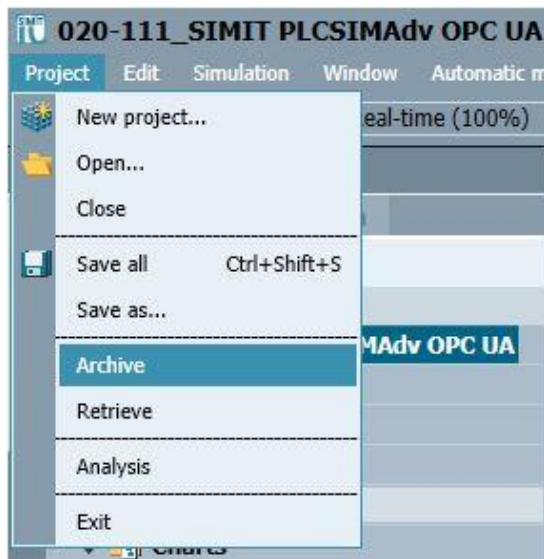 020-111_SIMIT PLCSIMAdv OPC UA
Project Edit Simulation Window Automatic m
New project...
eal-time (100%)
Open...
Close
Save all Ctrl+Shift+S
Save as...
Archive
MAdv OPC UA
Retrieve
Analysis
Exit
Charts